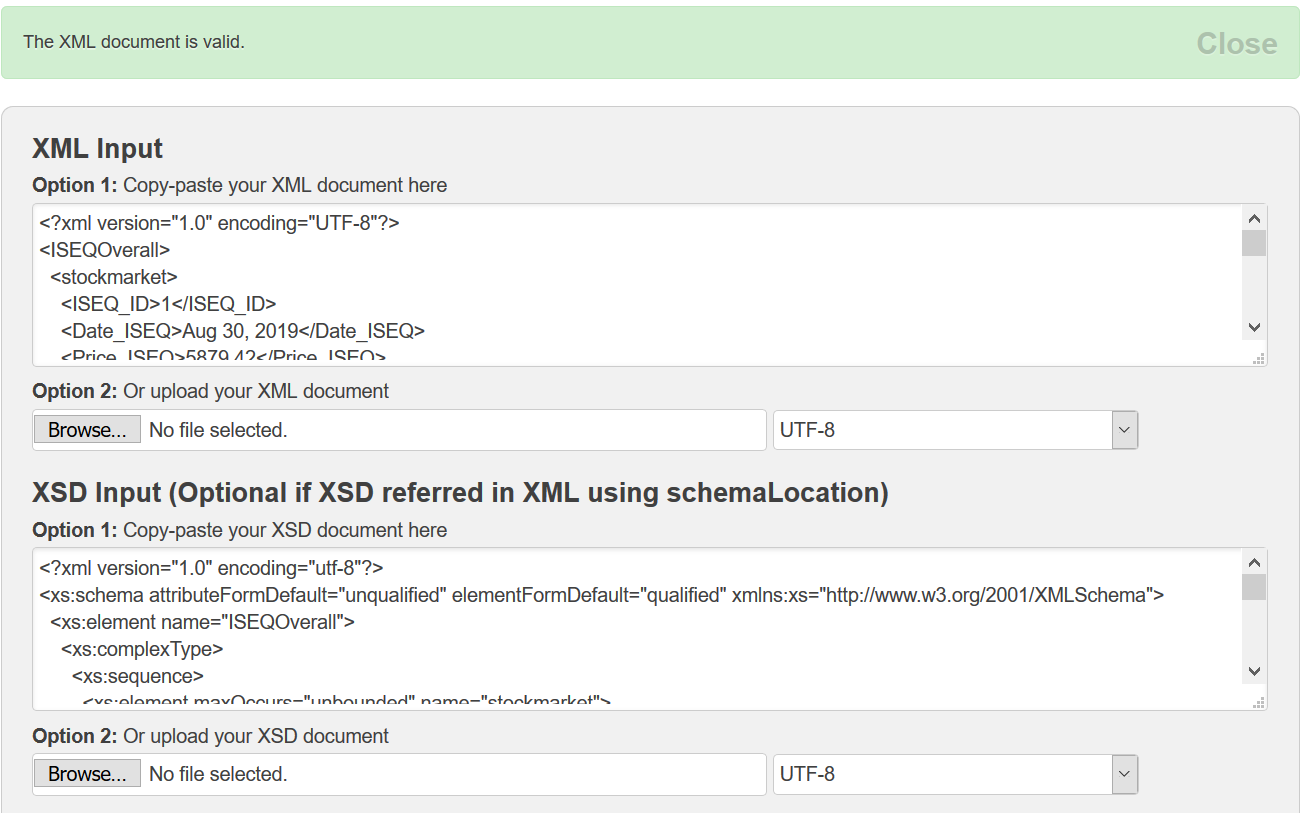 The XML document is valid.
Close
XML Input
Option 1: Copy-paste your XML document here
<?xml version="1.0" encoding="UTF-8"?>
<ISEQOverall>
<stockmarket>
<ISEQ_ID>1</ISEQ_ID>
<Date_ISEQ>Aug 30, 2019</Date_ISEQ>
<Price_ISEQ>5879.42</Price_ISEQ>
Option 2: Or upload your XML document
Browse... No file selected. UTF-8
XSD Input (Optional if XSD referred in XML using schemaLocation)
Option 1: Copy-paste your XSD document here
<?xml version="1.0" encoding="utf-8"?>
<xs:schema attributeFormDefault="unqualified" elementFormDefault="qualified" xmlns:xs="http://www.w3.org/2001/XMLSchema">
<xs:element name="ISEQOverall">
<xs:complexType>
<xs:sequence>
<xs:element maxOccurs="unbounded" name="stockmarket">
Option 2: Or upload your XSD document
Browse... No file selected. UTF-8